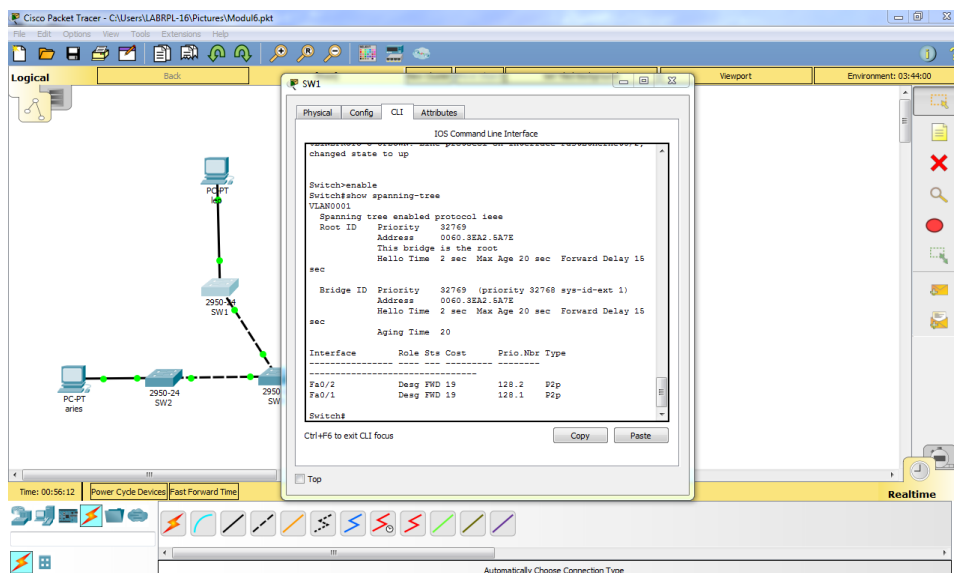 Cisco Packet Tracer - C:\Users\LABRPL-16\Pictures\Modul6.pkt
File Edit Options View Tools Extensions Help
Logical
Back
Viewport
Environment: 03:44:00
SW1
Physical Config CLI Attributes
IOS Command Line Interface
changed state to up
Switch>enable
Switch#show spanning-tree
VLAN0001
Spanning tree enabled protocol ieee
Root ID Priority 32769
Address 0060.3EA2.5A7E
This bridge is the root
Hello Time 2 sec Max Age 20 sec Forward Delay 15
sec
Bridge ID Priority 32769 (priority 32768 sys-id-ext 1)
Address 0060.3EA2.5A7E
Hello Time 2 sec Max Age 20 sec Forward Delay 15
sec
Aging Time 20
Interface Role Sts Cost Prio.Nbr Type
---------------- ---- --- --------- --------
--------------------------------
Fa0/2 Desg FWD 19 128.2 P2p
Fa0/1 Desg FWD 19 128.1 P2p
Switch#
Ctrl+F6 to exit CLI focus
Copy
Paste
Top
PC-PT
2950-24
SW1
PC-PT
aries
2950-24
SW2
2950
SW
Time: 00:56:12
Power Cycle Devices
Fast Forward Time
Realtime
Automatically Choose Connection Type